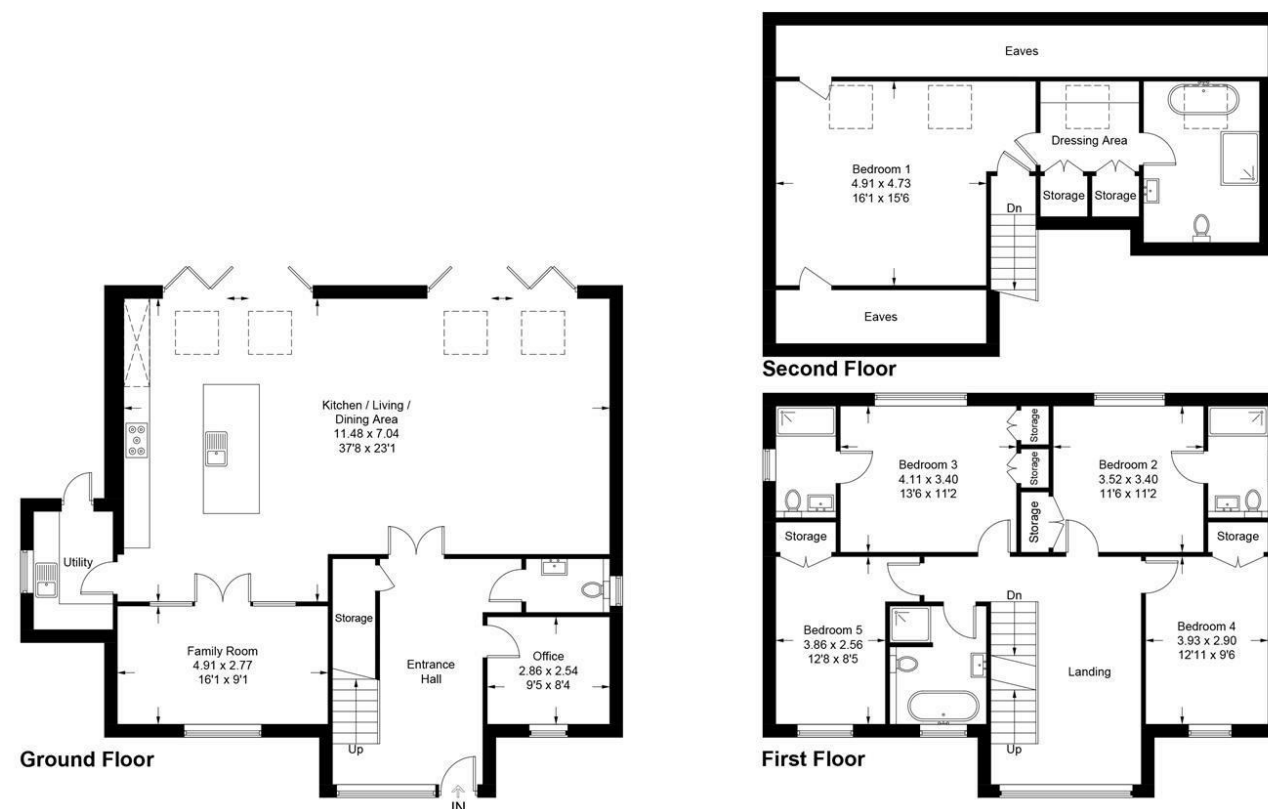 Kitchen / Living /
Dining Area
11.48 x 7.04
37'8 x 23'1
Utility
Family Room
4.91 x 2.77
16'1 x 9'1
Storage
Entrance
Hall
Office
2.86 x 2.54
9'5 x 8'4
Up
IN
Ground Floor
Eaves
Bedroom 1
4.91 x 4.73
16'1 x 15'6
Dressing Area
Storage
Storage
Dn
Eaves
Second Floor
Bedroom 3
4.11 x 3.40
13'6 x 11'2
Storage
Storage
Storage
Bedroom 2
3.52 x 3.40
11'6 x 11'2
Storage
Storage
Bedroom 5
3.86 x 2.56
12'8 x 8'5
Dn
Landing
Up
Bedroom 4
3.93 x 2.90
12'11 x 9'6
First Floor